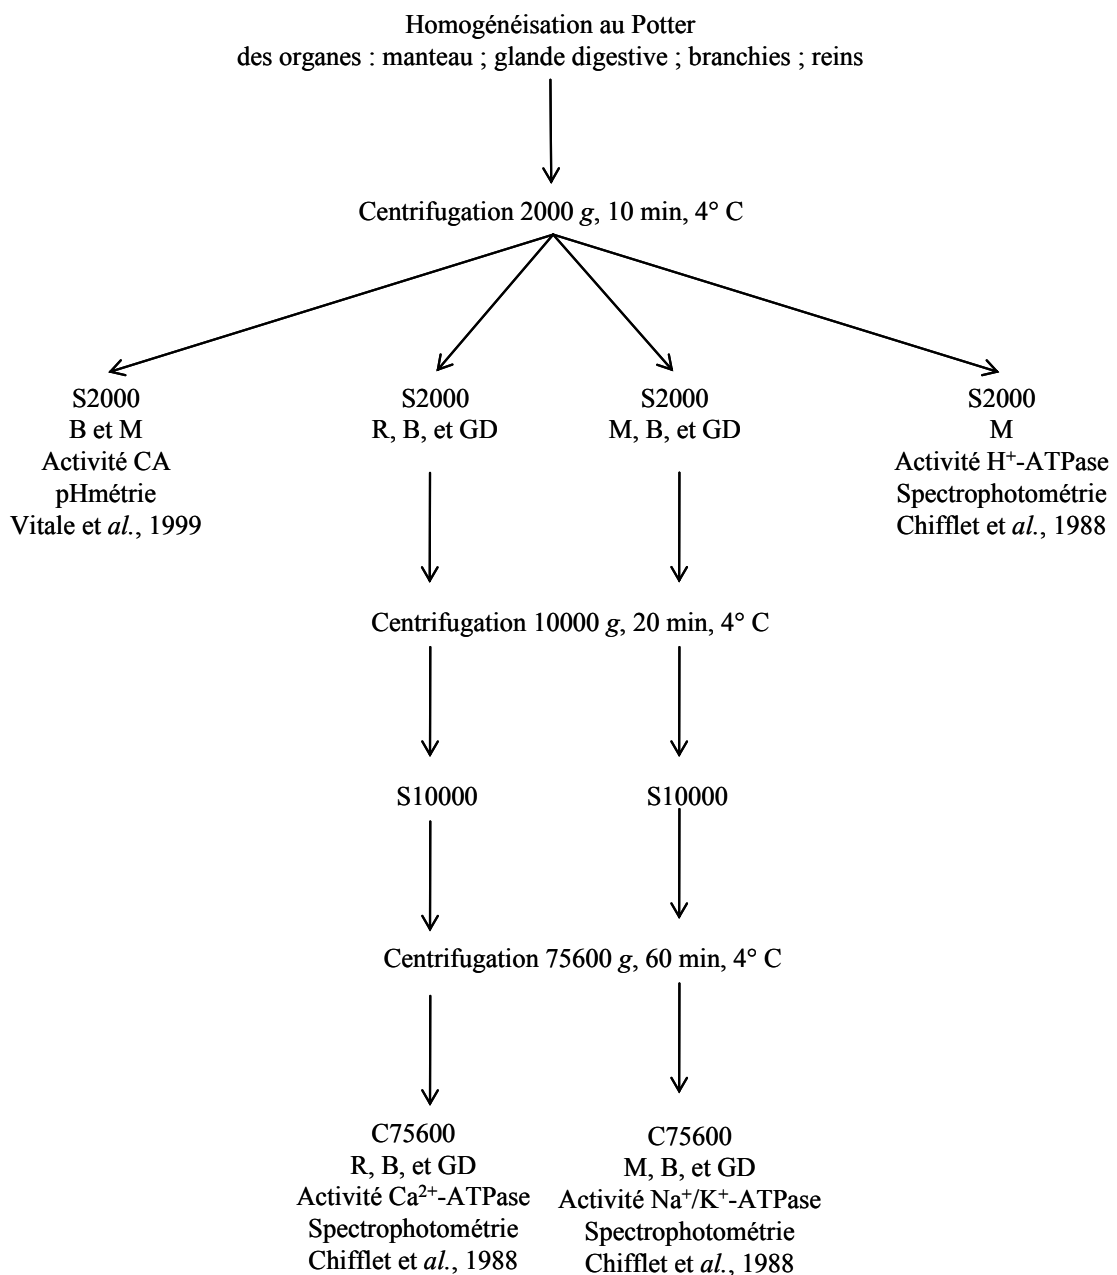 Homogénéisation au Potter
des organes : manteau ; glande digestive ; branchies ; reins
Centrifugation 2000 g, 10 min, 4° C
S2000
B et M
Activité CA
pHmétrie
Vitale et al., 1999
S2000
R, B, et GD
S2000
M, B, et GD
S2000
M
Activité H⁺-ATPase
Spectrophotométrie
Chifflet et al., 1988
Centrifugation 10000 g, 20 min, 4° C
S10000
S10000
Centrifugation 75600 g, 60 min, 4° C
C75600
R, B, et GD
Activité Ca²⁺-ATPase
Spectrophotométrie
Chifflet et al., 1988
C75600
M, B, et GD
Activité Na⁺/K⁺-ATPase
Spectrophotométrie
Chifflet et al., 1988